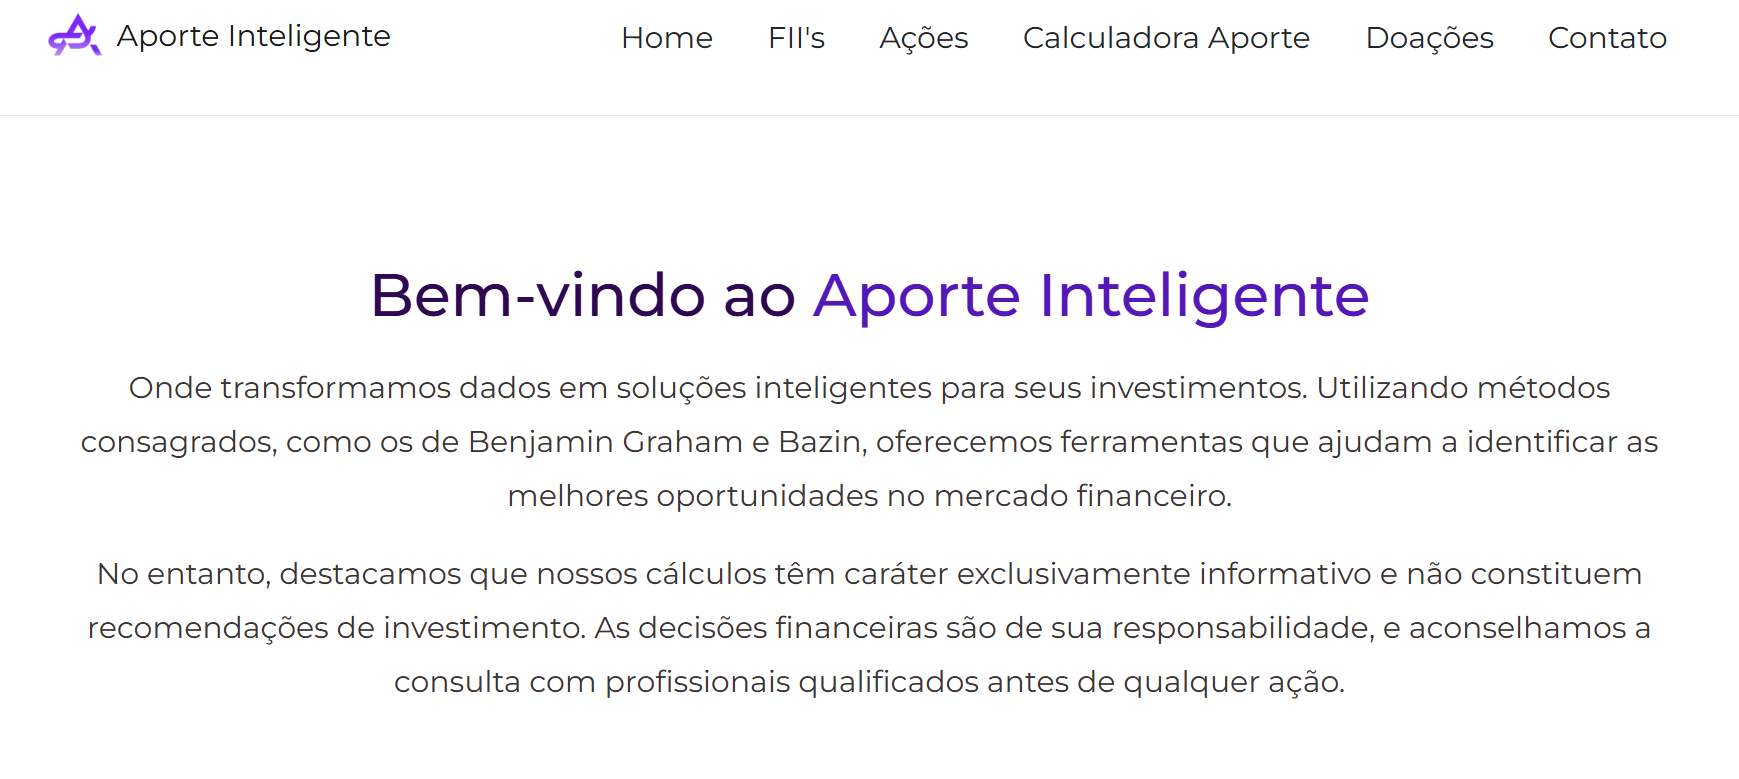 Aporte Inteligente
Home FII's Ações Calculadora Aporte Doações Contato
Bem-vindo ao Aporte Inteligente
Onde transformamos dados em soluções inteligentes para seus investimentos. Utilizando métodos
consagrados, como os de Benjamin Graham e Bazin, oferecemos ferramentas que ajudam a identificar as
melhores oportunidades no mercado financeiro.
No entanto, destacamos que nossos cálculos têm caráter exclusivamente informativo e não constituem
recomendações de investimento. As decisões financeiras são de sua responsabilidade, e aconselhamos a
consulta com profissionais qualificados antes de qualquer ação.